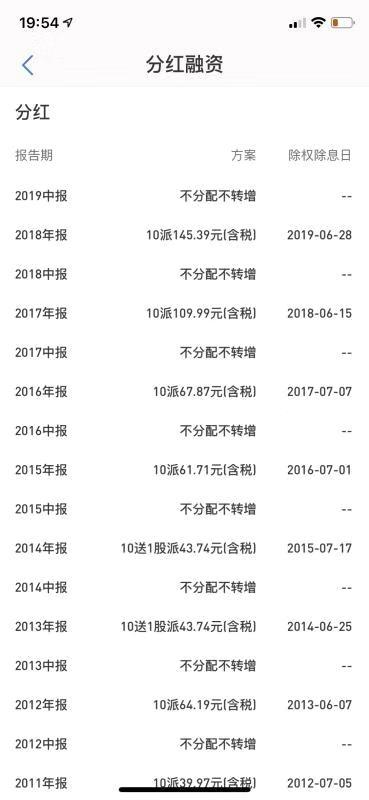 19:54
分红融资
分红
报告期 方案 除权除息日
2019中报 不分配不转增 --
2018年报 10派145.39元(含税) 2019-06-28
2018中报 不分配不转增 --
2017年报 10派109.99元(含税) 2018-06-15
2017中报 不分配不转增 --
2016年报 10派67.87元(含税) 2017-07-07
2016中报 不分配不转增 --
2015年报 10派61.71元(含税) 2016-07-01
2015中报 不分配不转增 --
2014年报 10送1股派43.74元(含税) 2015-07-17
2014中报 不分配不转增 --
2013年报 10送1股派43.74元(含税) 2014-06-25
2013中报 不分配不转增 --
2012年报 10派64.19元(含税) 2013-06-07
2012中报 不分配不转增 --
2011年报 10派39.97元(含税) 2012-07-05